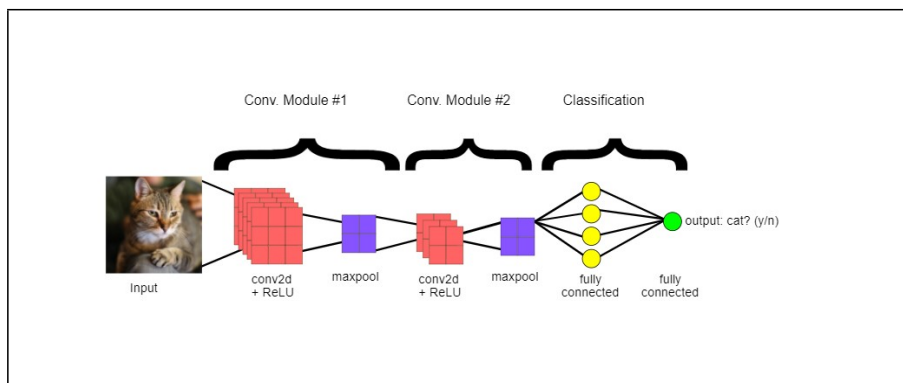 Conv. Module #1
Conv. Module #2
Classification
output: cat? (y/n)
Input
conv2d
+ ReLU
maxpool
conv2d
+ ReLU
maxpool
fully
connected
fully
connected